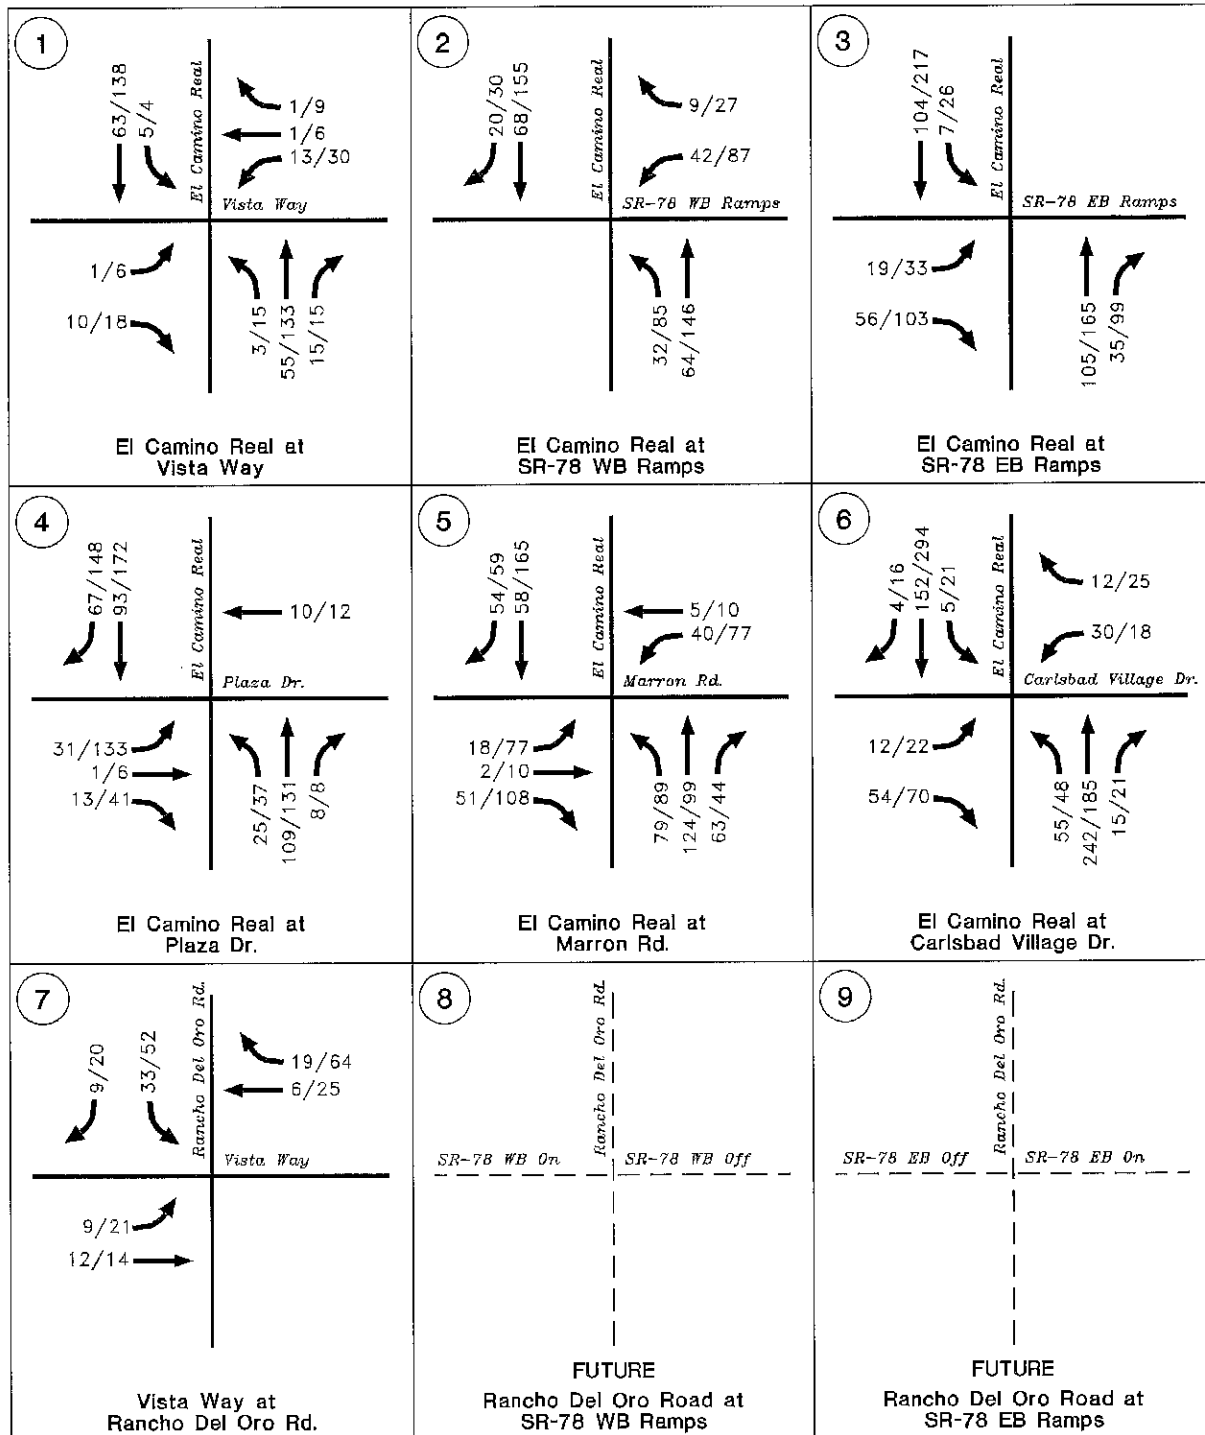 1
63/138
5/4
El Camino Real
1/9
1/6
13/30
Vista Way
1/6
10/18
3/15
55/133
15/15
El Camino Real at
Vista Way
2
20/30
68/155
El Camino Real
9/27
42/87
SR-78 WB Ramps
32/85
64/146
El Camino Real at
SR-78 WB Ramps
3
104/217
7/26
El Camino Real
SR-78 EB Ramps
19/33
56/103
105/165
35/99
El Camino Real at
SR-78 EB Ramps
4
67/148
93/172
El Camino Real
10/12
Plaza Dr.
31/133
1/6
13/41
25/37
109/131
8/8
El Camino Real at
Plaza Dr.
5
54/59
58/165
El Camino Real
5/10
40/77
Marron Rd.
18/77
2/10
51/108
79/89
124/99
63/44
El Camino Real at
Marron Rd.
6
4/16
152/294
5/21
El Camino Real
12/25
30/18
Carlsbad Village Dr.
12/22
54/70
55/48
242/185
15/21
El Camino Real at
Carlsbad Village Dr.
7
9/20
33/52
Rancho Del Oro Rd.
19/64
6/25
Vista Way
9/21
12/14
Vista Way at
Rancho Del Oro Rd.
8
Rancho Del Oro Rd.
SR-78 WB On
SR-78 WB Off
FUTURE
Rancho Del Oro Road at
SR-78 WB Ramps
9
Rancho Del Oro Rd.
SR-78 EB Off
SR-78 EB On
FUTURE
Rancho Del Oro Road at
SR-78 EB Ramps